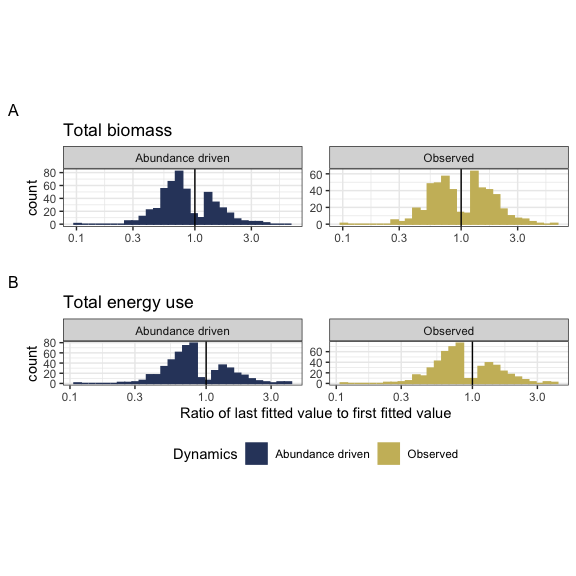 A
Total biomass
Abundance driven
Observed
count
80
60
40
20
0
60
40
20
0
0.1 0.3 1.0 3.0
0.1 0.3 1.0 3.0
B
Total energy use
Abundance driven
Observed
count
80
60
40
20
0
60
40
20
0
0.1 0.3 1.0 3.0
0.1 0.3 1.0 3.0
Ratio of last fitted value to first fitted value
Dynamics Abundance driven Observed